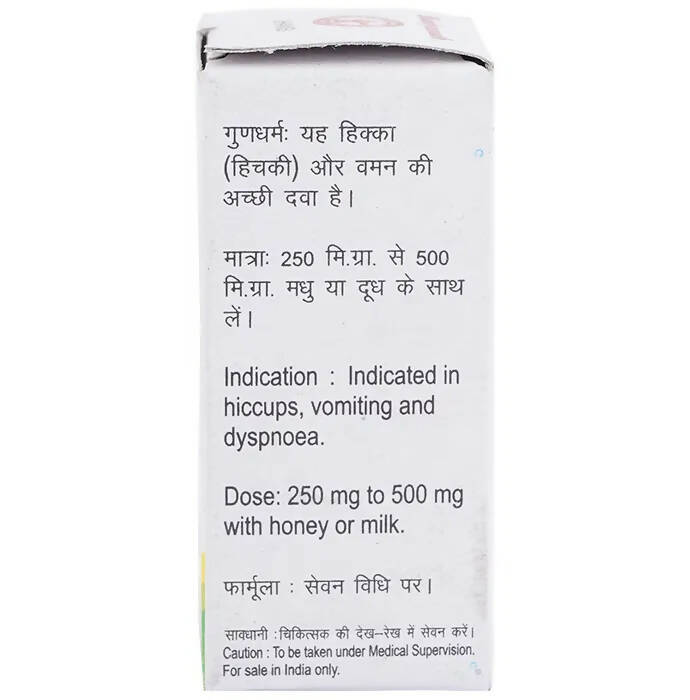 गुणधर्मः यह हिक्का
(हिचकी) और वमन की
अच्छी दवा है।
मात्राः 250 मि.ग्रा. से 500
मि.ग्रा. मधु या दूध के साथ
लें।
Indication : Indicated in
hiccups, vomiting and
dyspnoea.
Dose: 250 mg to 500 mg
with honey or milk.
फार्मूला : सेवन विधि पर।
सावधानी :चिकित्सक की देख–रेख में सेवन करें।
Caution : To be taken under Medical Supervision.
For sale in India only.